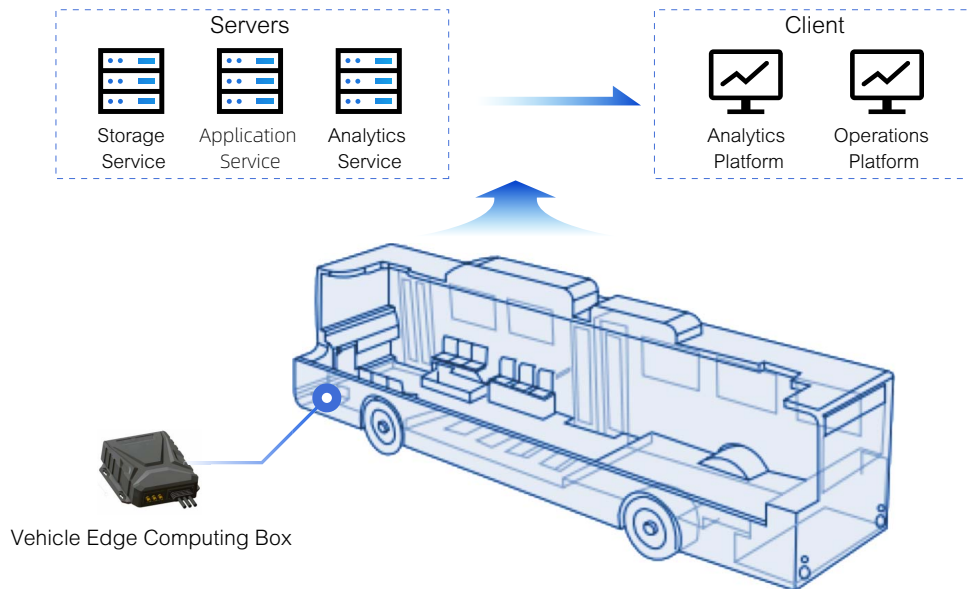 Servers
Client
Storage
Service
Application
Service
Analytics
Service
Analytics
Platform
Operations
Platform
Vehicle Edge Computing Box